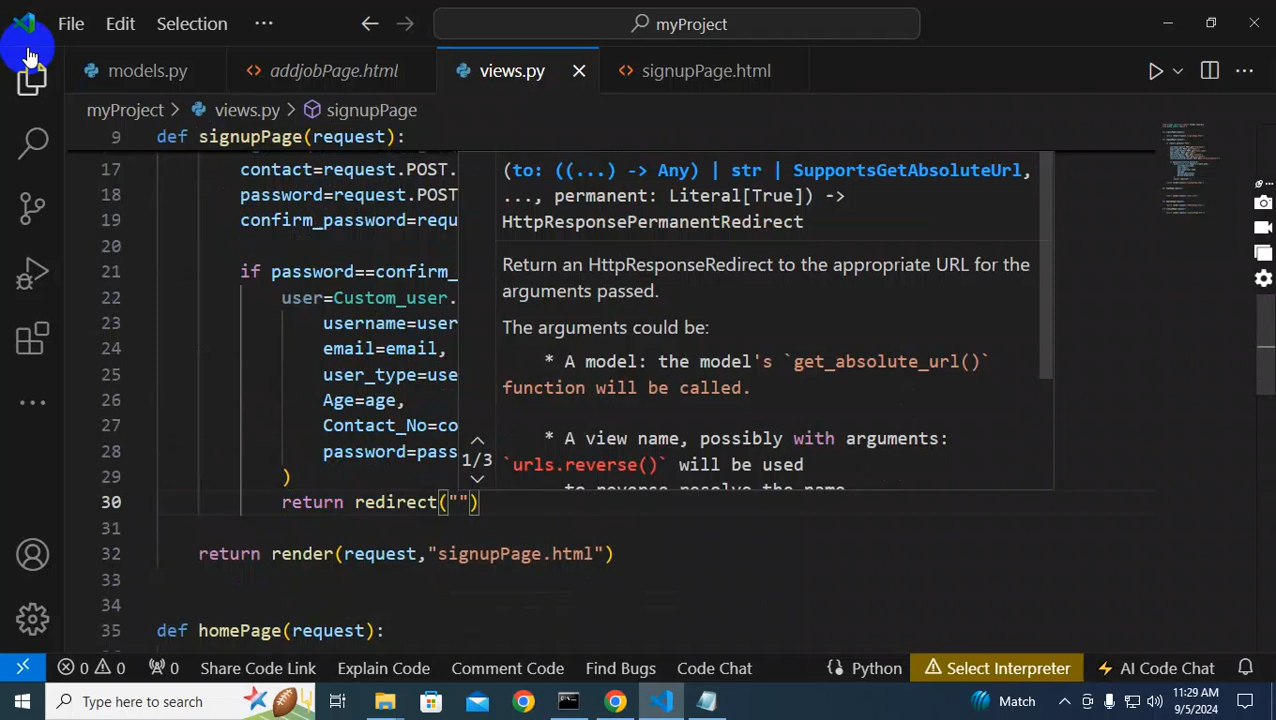 File Edit Selection ··· myProject
models.py addjobPage.html views.py signupPage.html
myProject > views.py > signupPage
9 def signupPage(request):
17 contact=request.POST.
18 password=request.POST
19 confirm_password=requ
20
21 if password==confirm_
22 user=Custom_user.
23 username=user
24 email=email,
25 user_type=use
26 Age=age,
27 Contact_No=co
28 password=pass
29 )
30 return redirect("")
31
32 return render(request,"signupPage.html")
33
34
35 def homePage(request):
(to: ((...) -> Any) | str | SupportsGetAbsoluteUrl,
..., permanent: Literal[True]) ->
HttpResponsePermanentRedirect
Return an HttpResponseRedirect to the appropriate URL for the
arguments passed.
The arguments could be:
* A model: the model's `get_absolute_url()`
function will be called.
* A view name, possibly with arguments:
`urls.reverse()` will be used
to reverse-resolve the name
1/3
0 0 0 Share Code Link Explain Code Comment Code Find Bugs Code Chat Python Select Interpreter AI Code Chat
Type here to search Match 11:29 AM
9/5/2024